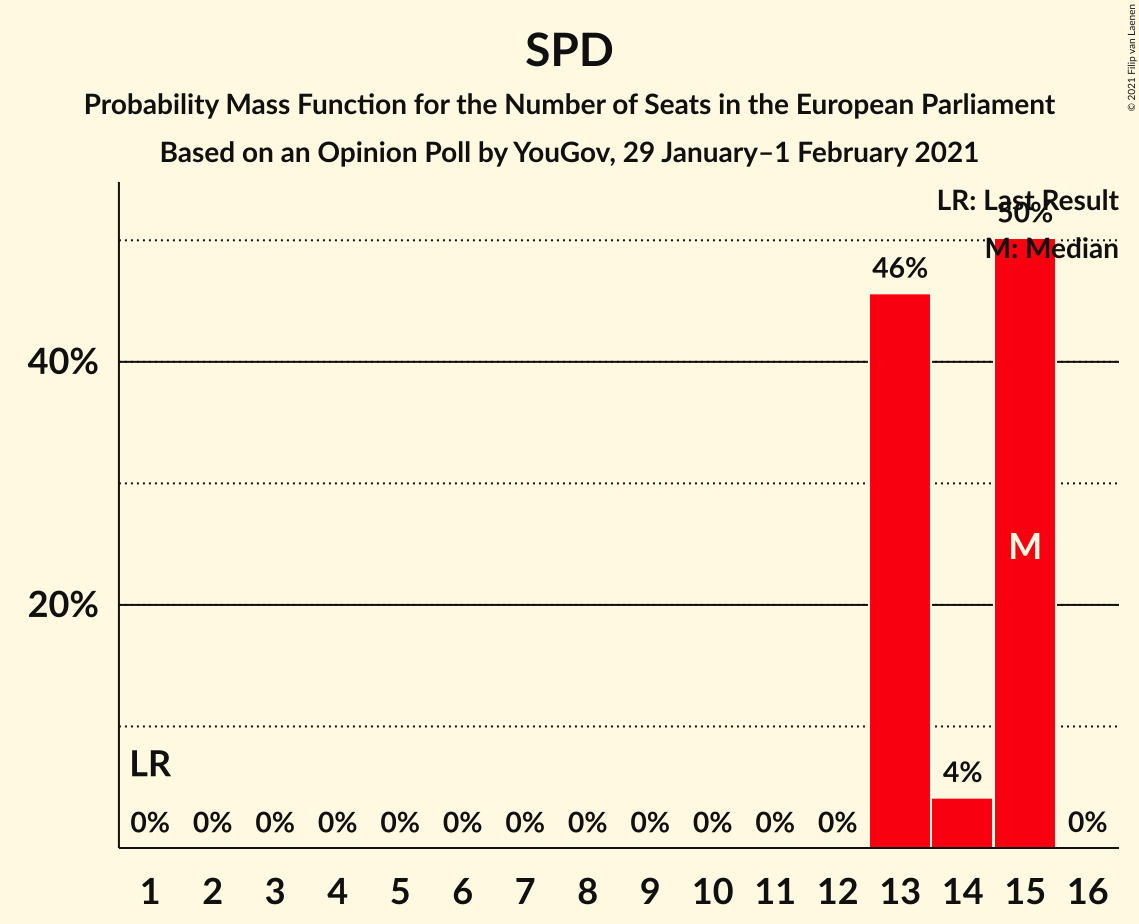 SPD
Probability Mass Function for the Number of Seats in the European Parliament
Based on an Opinion Poll by YouGov, 29 January–1 February 2021
© 2021 Filip van Laenen
LR: Last Result
50%
M: Median
46%
40%
M
20%
LR
4%
0% 0% 0% 0% 0% 0% 0% 0% 0% 0% 0% 0% 0%
1 2 3 4 5 6 7 8 9 10 11 12 13 14 15 16